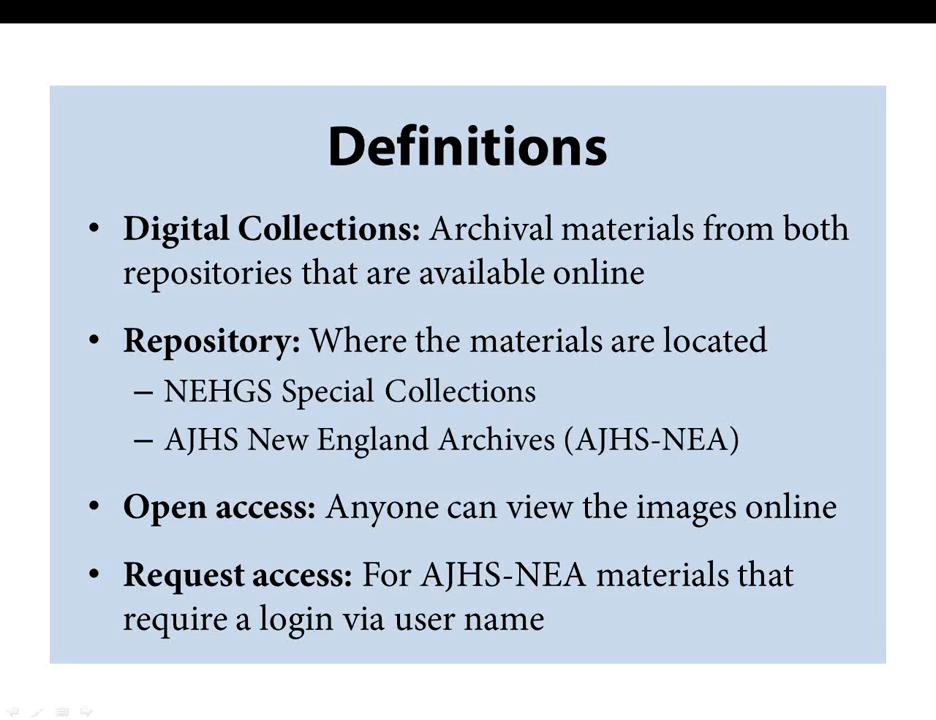 Definitions
• Digital Collections: Archival materials from both
repositories that are available online
• Repository: Where the materials are located
– NEHGS Special Collections
– AJHS New England Archives (AJHS-NEA)
• Open access: Anyone can view the images online
• Request access: For AJHS-NEA materials that
require a login via user name